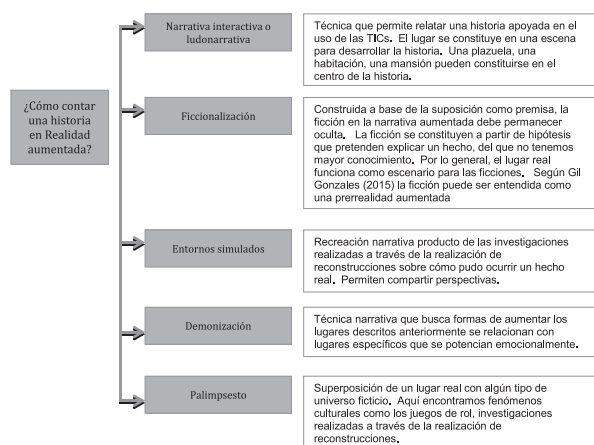 ¿Cómo contar
una historia
en Realidad
aumentada?
Narrativa interactiva o
ludonarrativa
Técnica que permite relatar una historia apoyada en el
uso de las TICs. El lugar se constituye en una escena
para desarrollar la historia. Una plazuela, una
habitación, una mansión pueden constituirse en el
centro de la historia.
Ficcionalización
Construida a base de la suposición como premisa, la
ficción en la narrativa aumentada debe permanecer
oculta. La ficción se constituyen a partir de hipótesis
que pretenden explicar un hecho, del que no tenemos
mayor conocimiento. Por lo general, el lugar real
funciona como escenario para las ficciones. Según Gil
Gonzales (2015) la ficción puede ser entendida como
una prerrealidad aumentada
Entornos simulados
Recreación narrativa producto de las investigaciones
realizadas a través de la realización de
reconstrucciones sobre cómo pudo ocurrir un hecho
real. Permiten compartir perspectivas.
Demonización
Técnica narrativa que busca formas de aumentar los
lugares descritos anteriormente se relacionan con
lugares específicos que se potencian emocionalmente.
Palimpsesto
Superposición de un lugar real con algún tipo de
universo ficticio. Aquí encontramos fenómenos
culturales como los juegos de rol, investigaciones
realizadas a través de la realización de
reconstrucciones.